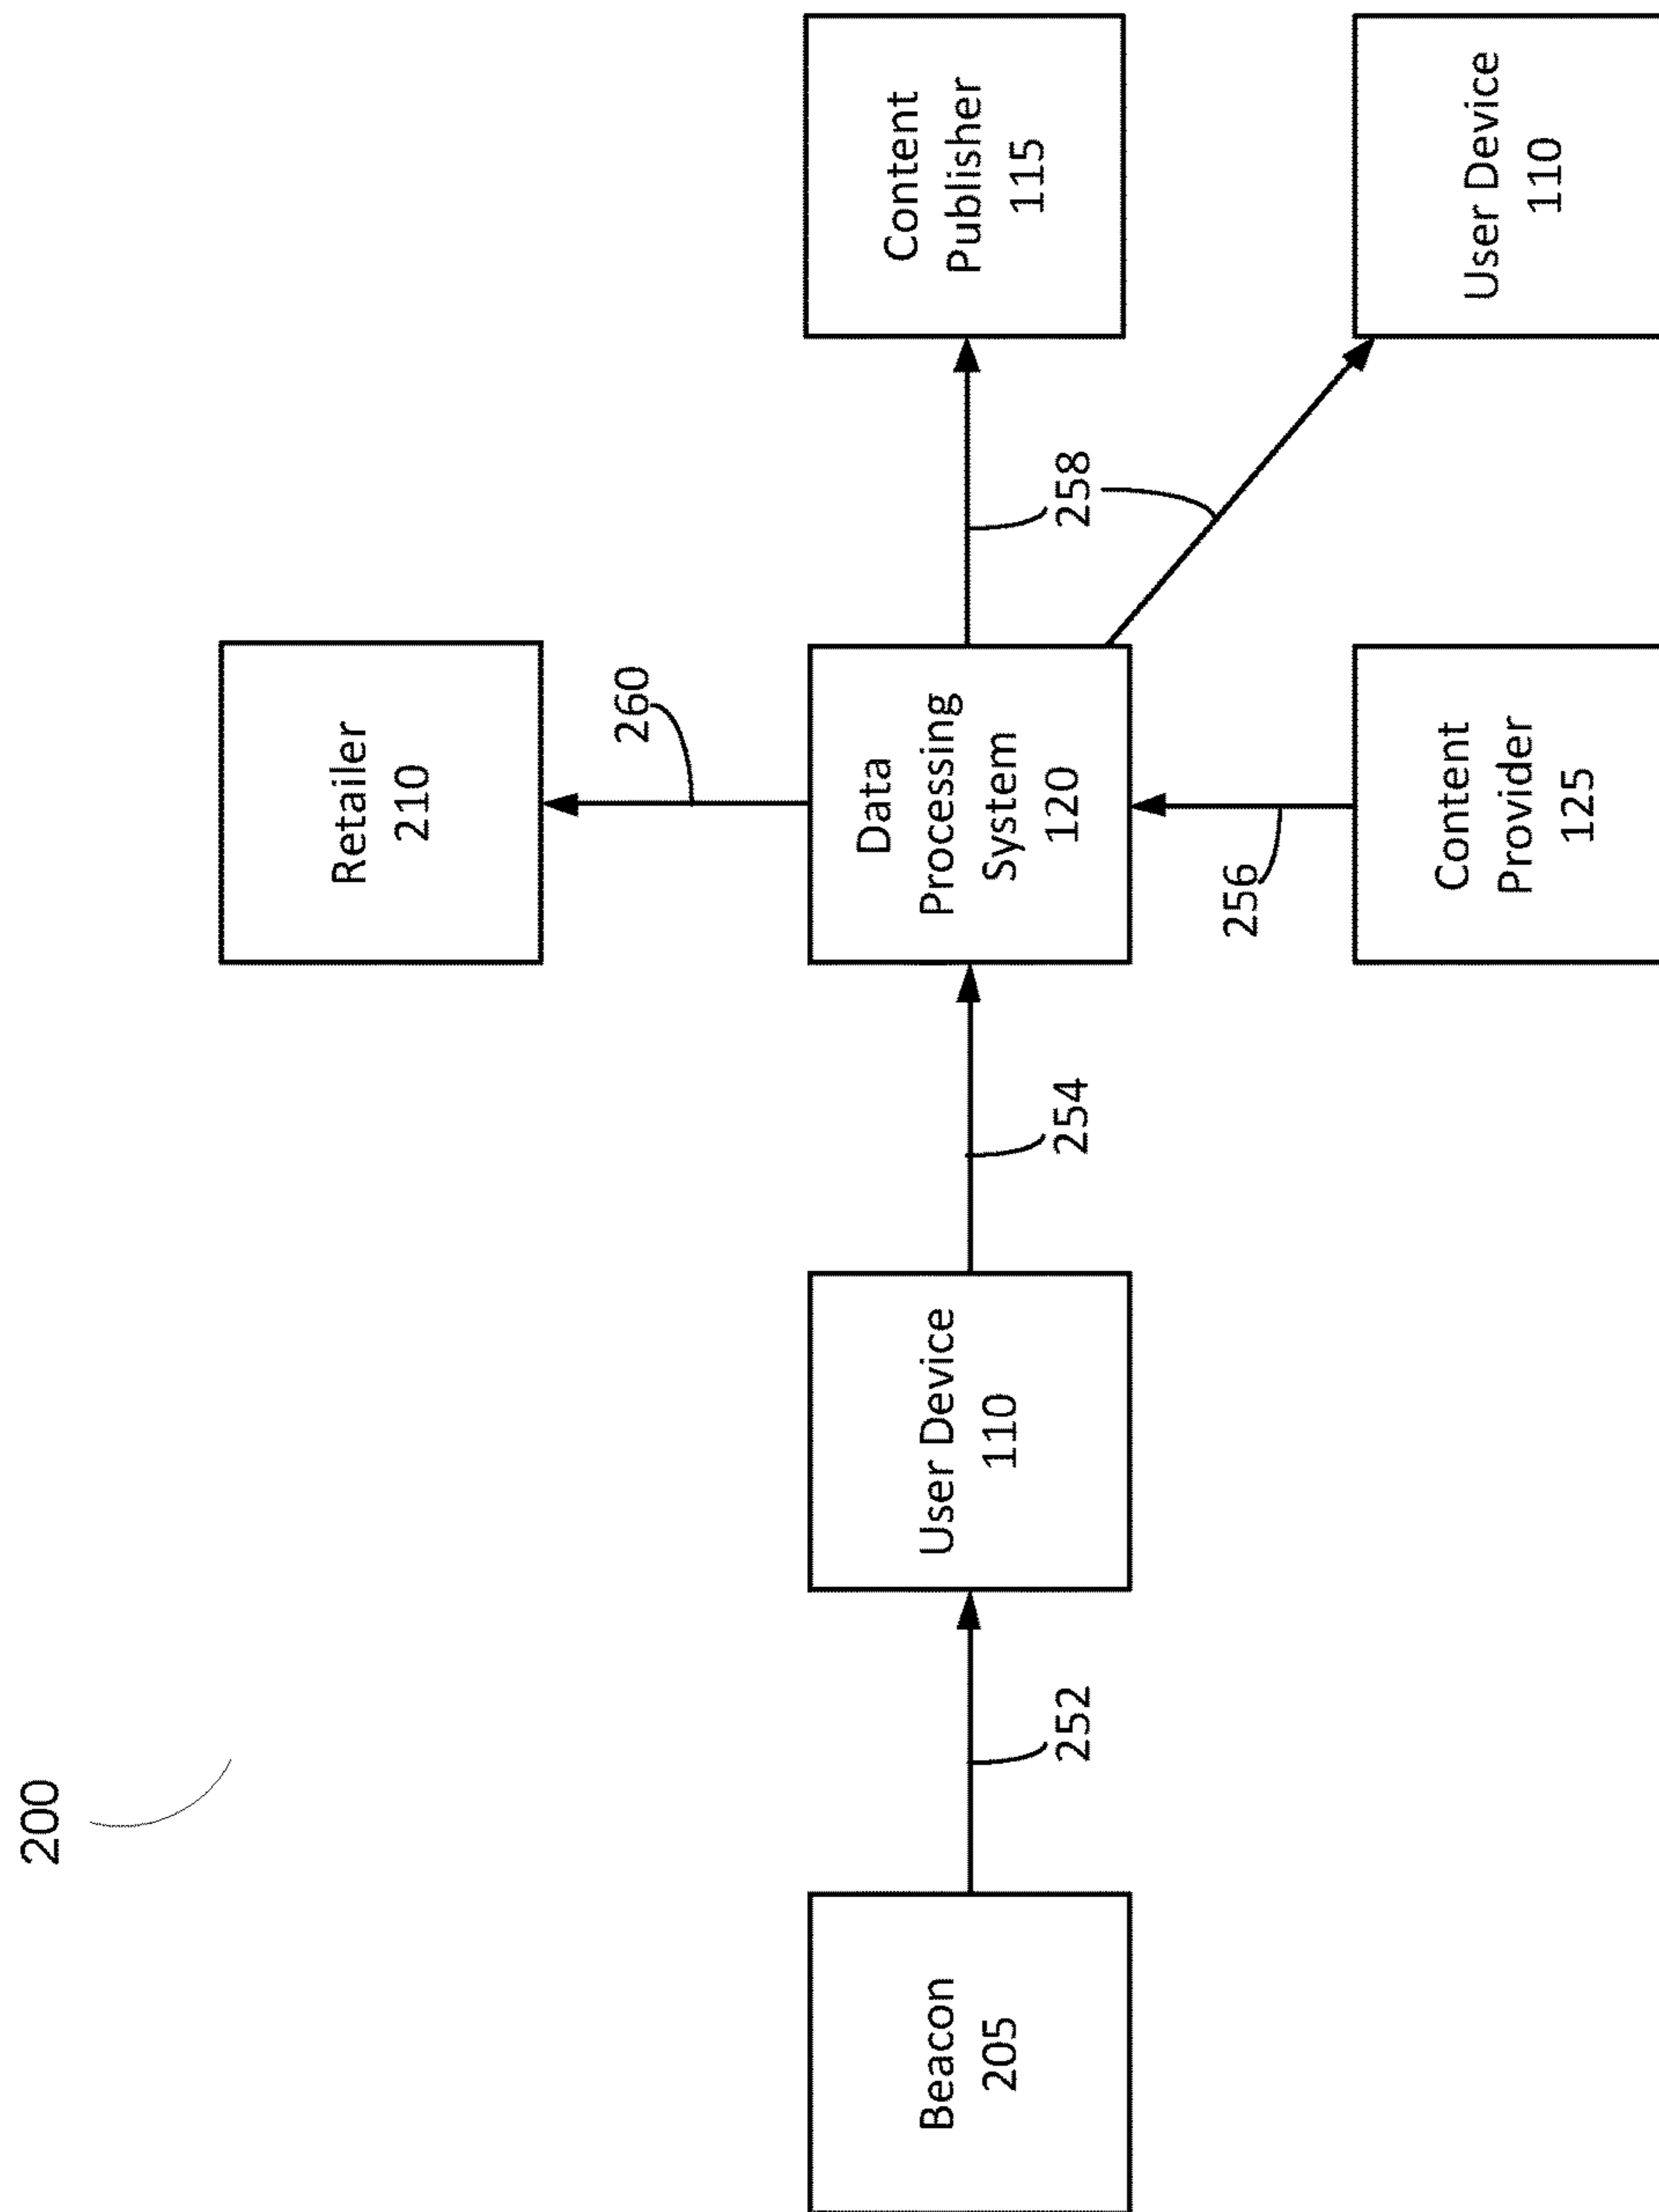 200
Retailer
210
260
Beacon
205
252
User Device
110
254
Data
Processing
System
120
258
Content
Publisher
115
256
Content
Provider
125
User Device
110